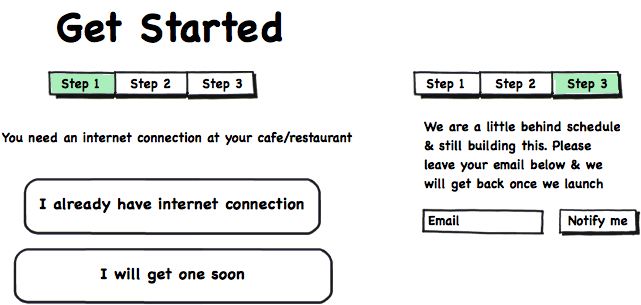 Get Started
Step 1 Step 2 Step 3
You need an internet connection at your cafe/restaurant
I already have internet connection
I will get one soon
Step 1 Step 2 Step 3
We are a little behind schedule
& still building this. Please
leave your email below & we
will get back once we launch
Email Notify me